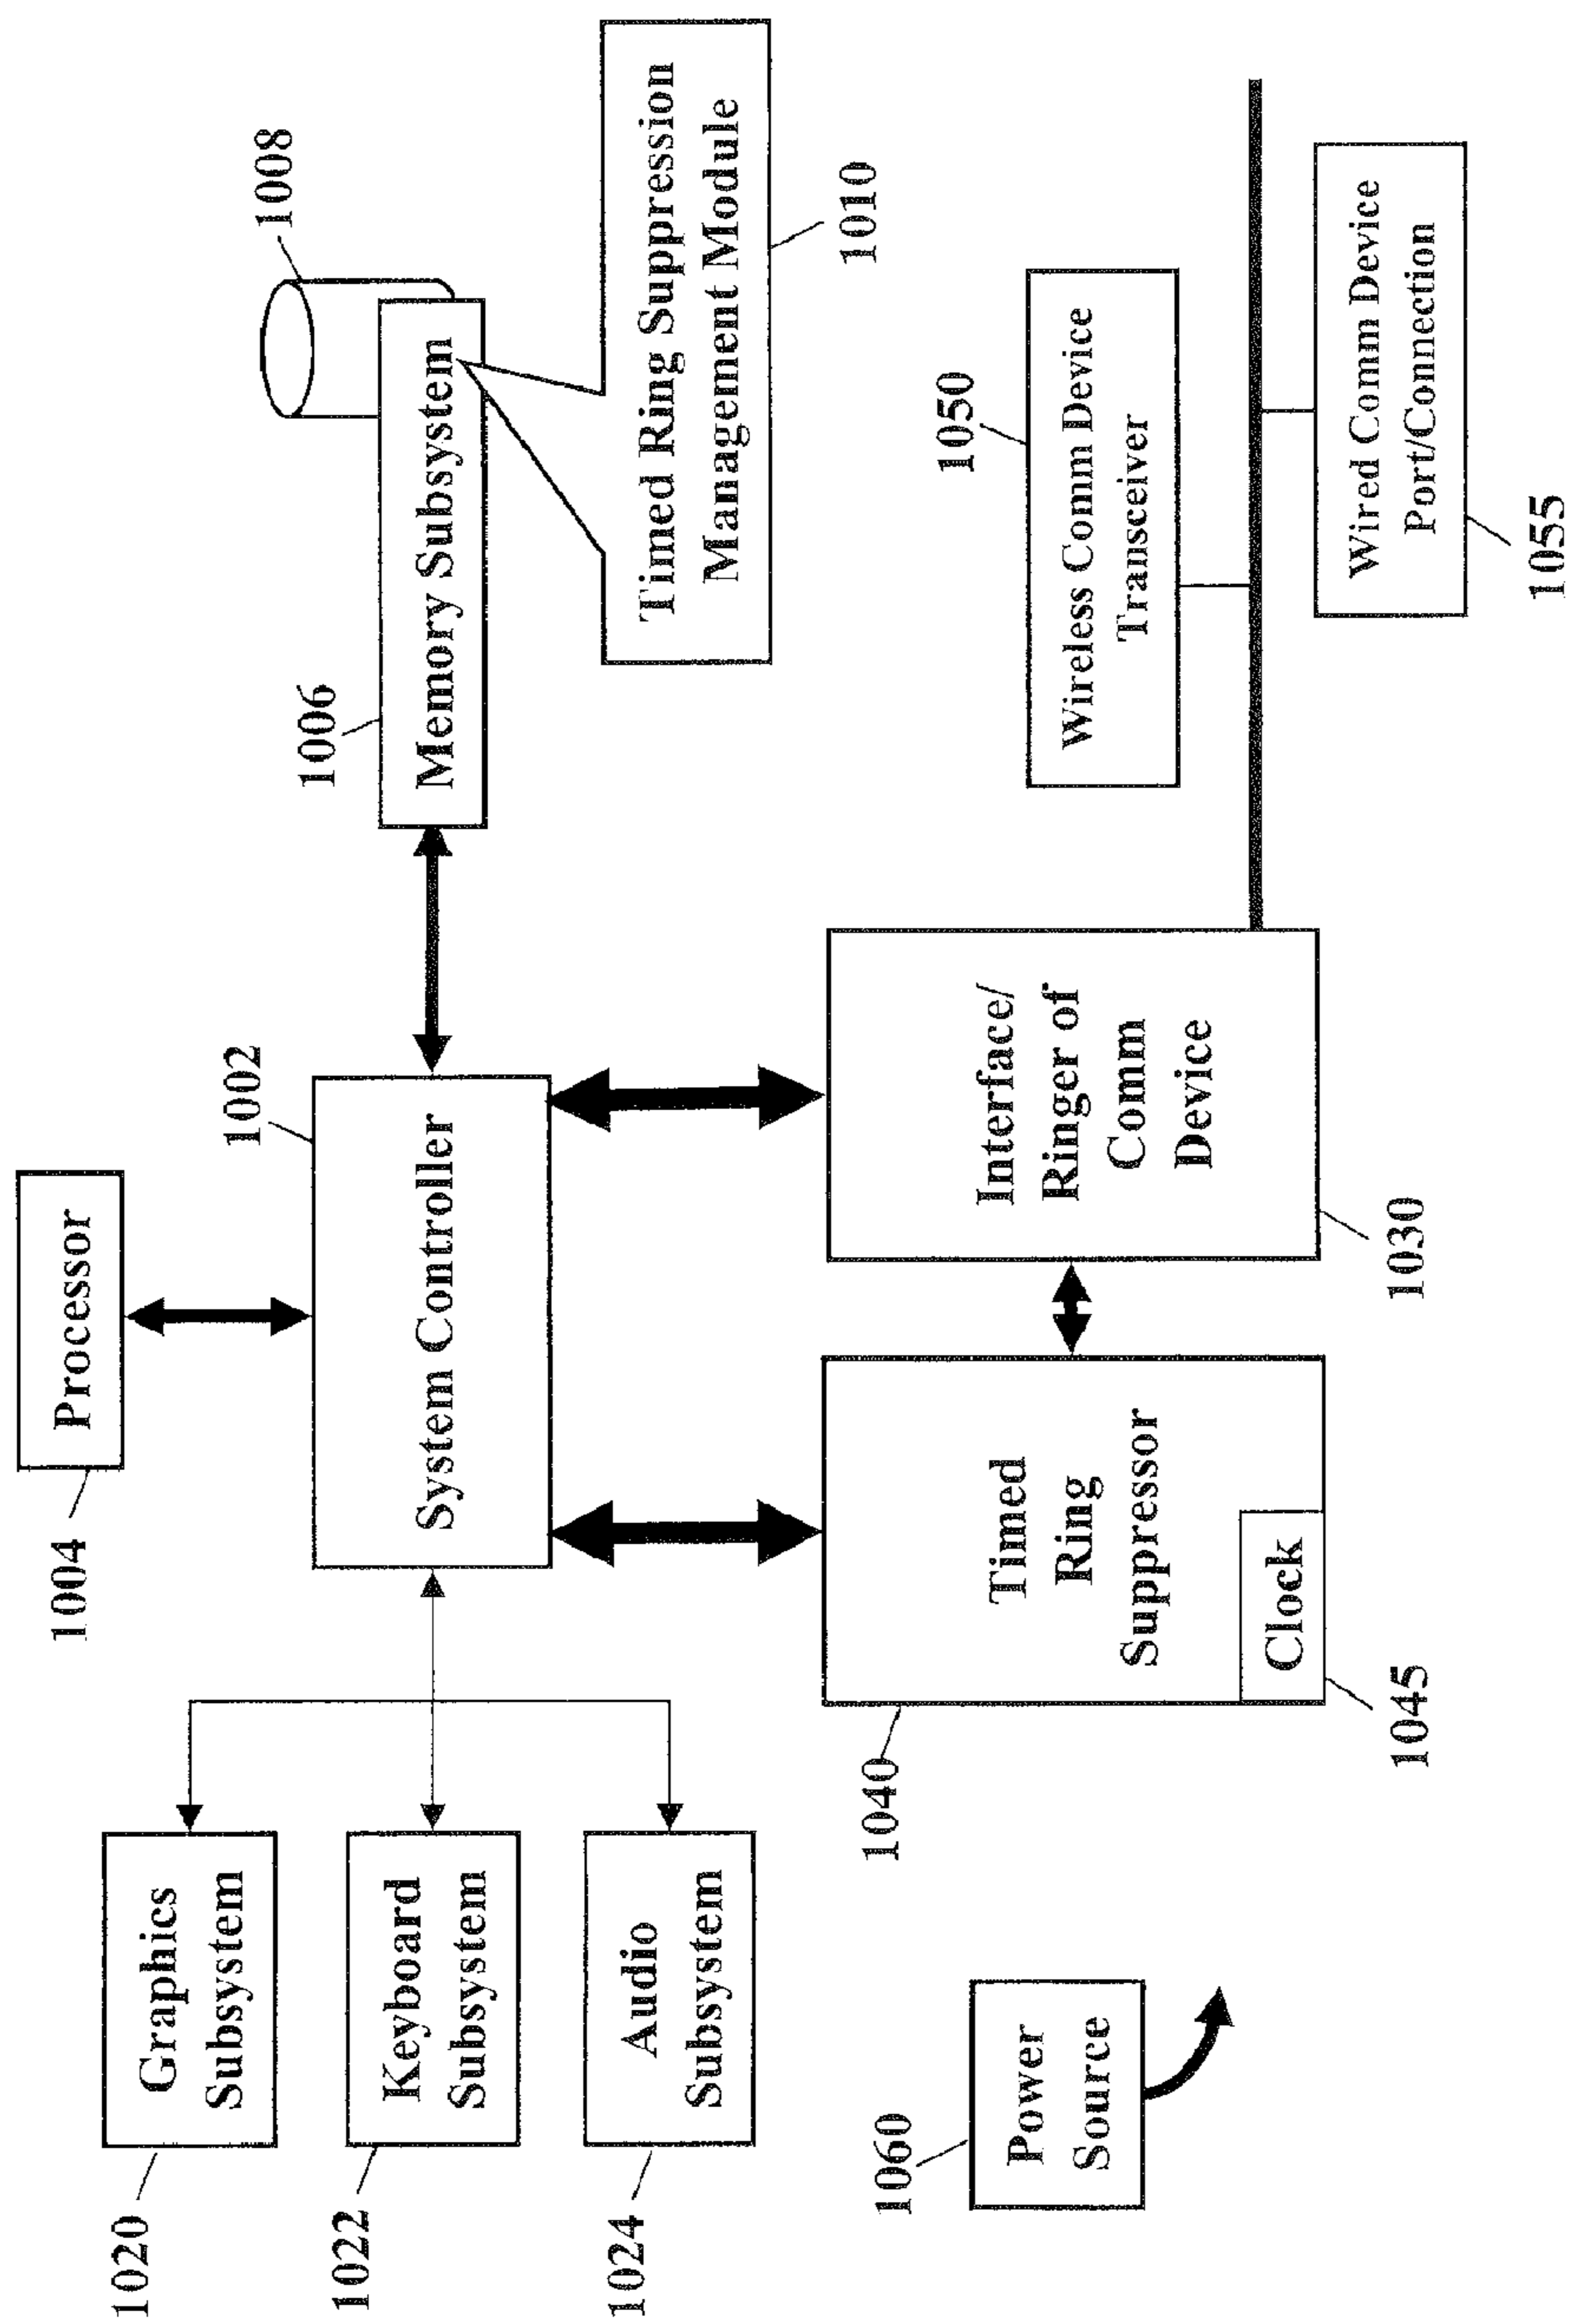 1020
Graphics
Subsystem
1022
Keyboard
Subsystem
1024
Audio
Subsystem
1004
Processor
1002
System Controller
1006
Memory Subsystem
1008
Timed Ring Suppression
Management Module
1010
1060
Power
Source
1040
Timed
Ring
Suppressor
Clock
1045
Interface/
Ringer of
Comm
Device
1030
1050
Wireless Comm Device
Transceiver
Wired Comm Device
Port/Connection
1055